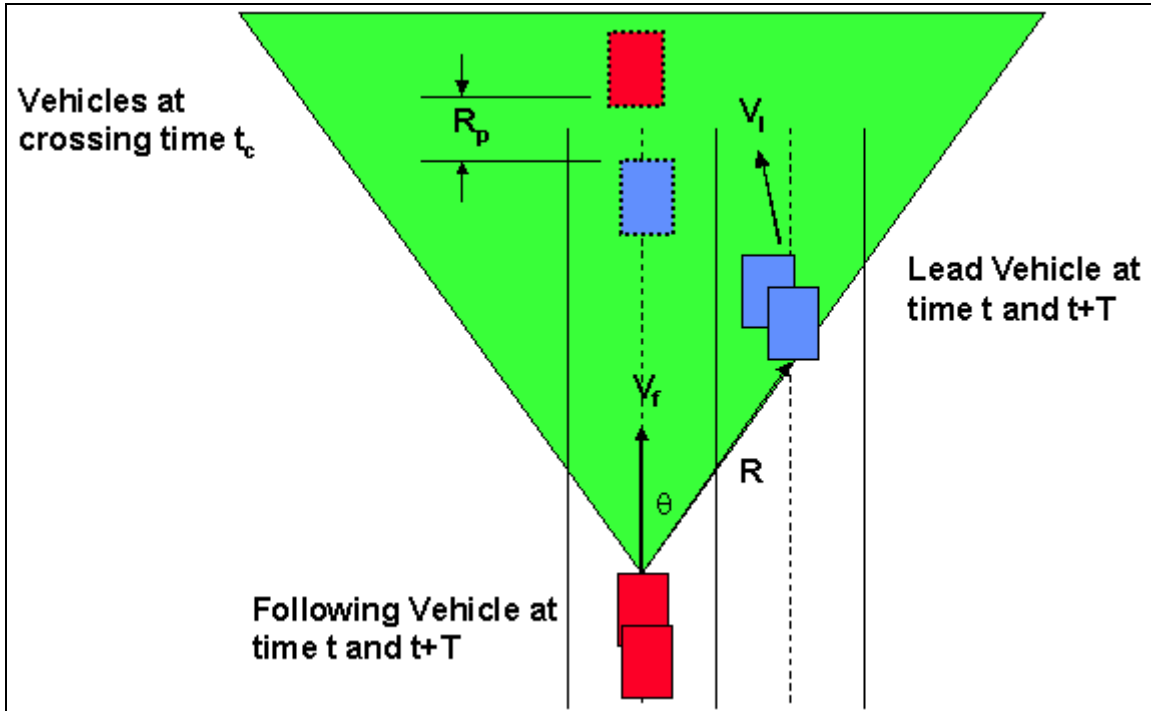 Vehicles at
crossing time t_c
R_p
V_l
Lead Vehicle at
time t and t+T
V_f
R
θ
Following Vehicle at
time t and t+T